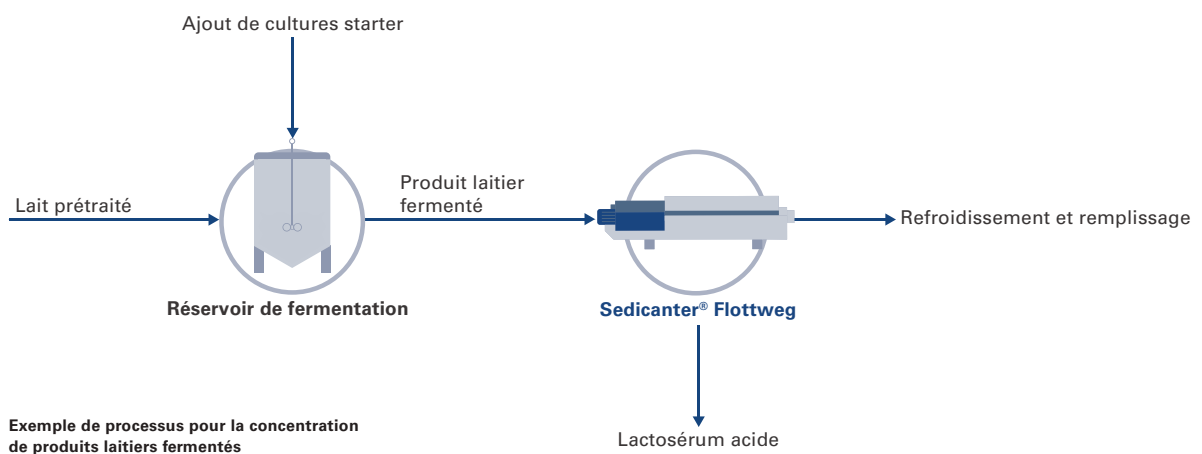 Ajout de cultures starter
Lait prétraité
Produit laitier
fermenté
Refroidissement et remplissage
Réservoir de fermentation
Sedicanter® Flottweg
Exemple de processus pour la concentration
de produits laitiers fermentés
Lactosérum acide